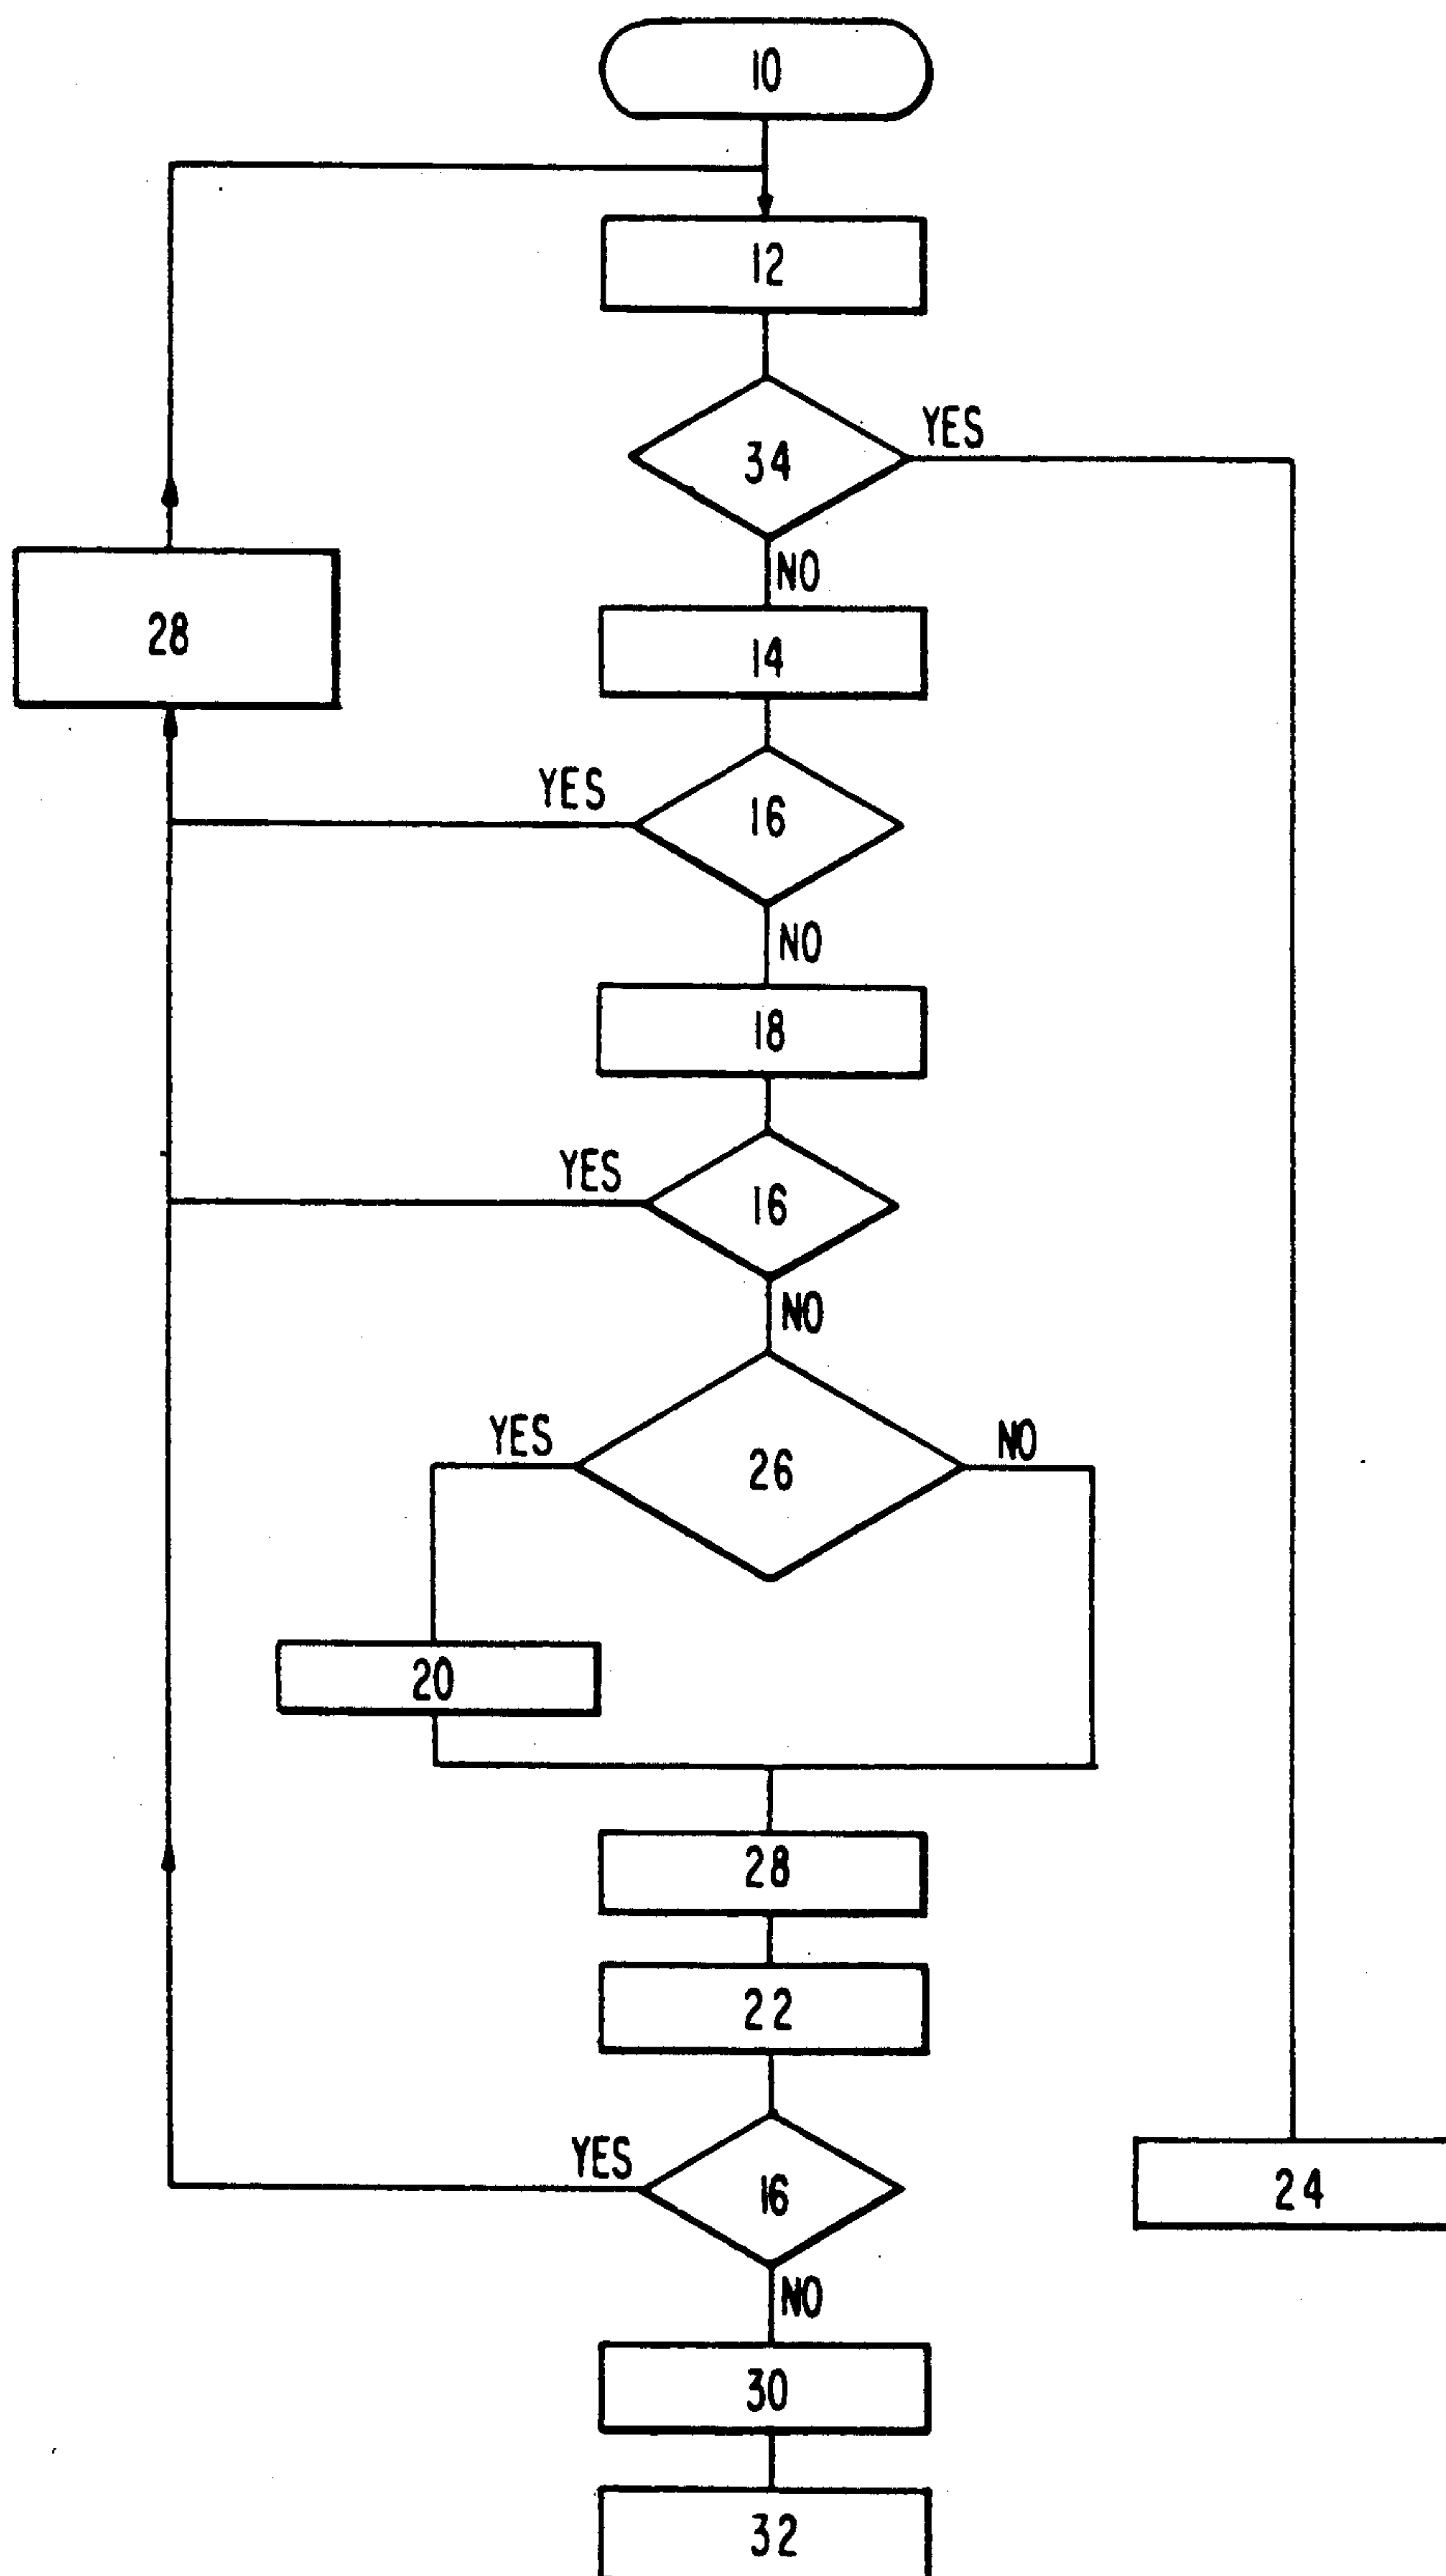 10
12
34
YES
NO
28
14
YES
16
NO
18
YES
16
NO
YES
26
NO
20
28
22
YES
16
24
NO
30
32